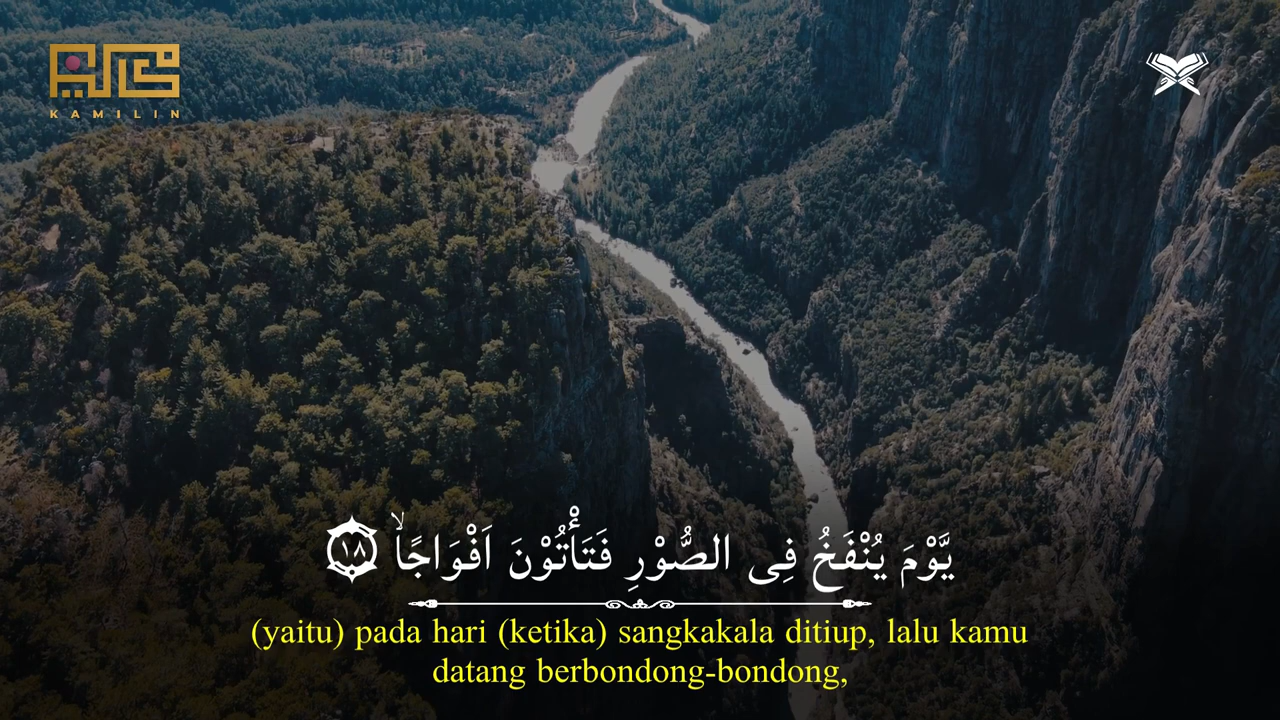 KAMILIN
يَّوْمَ يُنْفَخُ فِى الصُّوْرِ فَتَأْتُوْنَ اَفْوَاجًاۙ ١٨
(yaitu) pada hari (ketika) sangkakala ditiup, lalu kamu
datang berbondong-bondong,